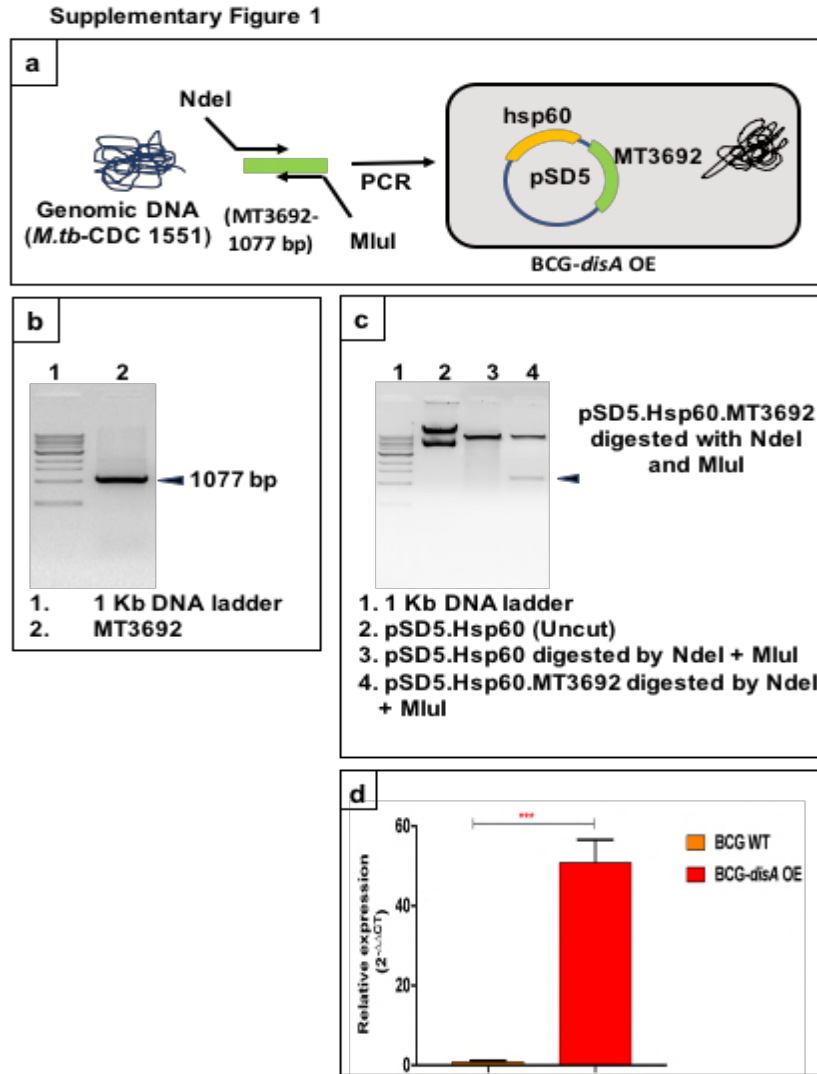 Supplementary Figure 1
a
NdeI
hsp60
MT3692
pSD5
PCR
Genomic DNA
(M.tb-CDC 1551)
(MT3692-
1077 bp)
MluI
BCG-disA OE
b
1 2
1077 bp
1. 1 Kb DNA ladder
2. MT3692
c
1 2 3 4
pSD5.Hsp60.MT3692
digested with NdeI
and MluI
1. 1 Kb DNA ladder
2. pSD5.Hsp60 (Uncut)
3. pSD5.Hsp60 digested by NdeI + MluI
4. pSD5.Hsp60.MT3692 digested by NdeI
+ MluI
d
***
60
40
20
0
Relative expression
(2-ΔΔCT)
BCG WT
BCG-disA OE